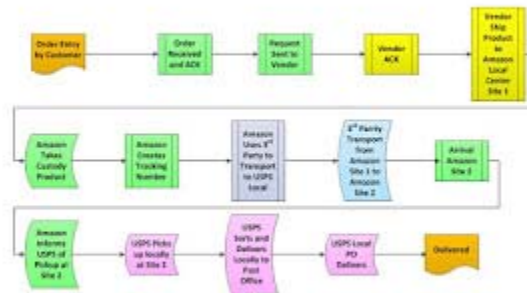 Order Entry
by Customer
Order
Received
and ACK
Request
Sent to
Vendor
Vendor
ACK
Vendor
Ship
Product to
Amazon
Local
Center
Site 1
Amazon
Takes
Custody
Product
Amazon
Creates
Tracking
Number
Amazon
Uses 3rd
Party to
Transport
to USPS
Local
3rd Parrity
Transport
from
Amazon
Site 1 to
Amazon
Site 2
Arrival
Amazon
Site 2
Amazon
Informs
USPS of
Pickup at
Site 2
USPS Picks
up locally
at Site 2
USPS
Sorts and
Delivers
Locally to
Post
Office
USPS Local
PO
Delivers
Delivered